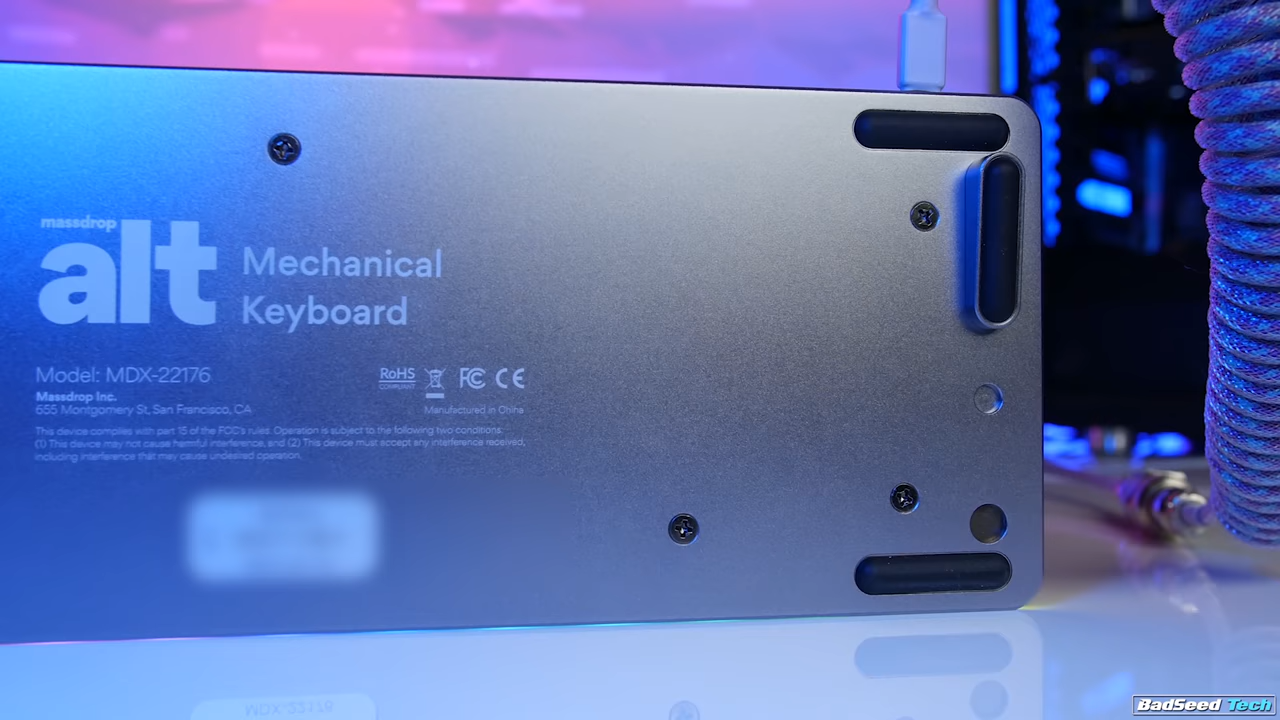 massdrop
alt Mechanical
Keyboard
Model: MDX-22176
Massdrop Inc.
655 Montgomery St, San Francisco, CA
RoHS
COMPLIANT
FC CE
Manufactured in China
This device complies with part 15 of the FCC's rules. Operation is subject to the following two conditions:
(1) This device may not cause harmful interference, and (2) This device must accept any interference received,
including interference that may cause undesired operation.
MDX-22176
BadSeed Tech